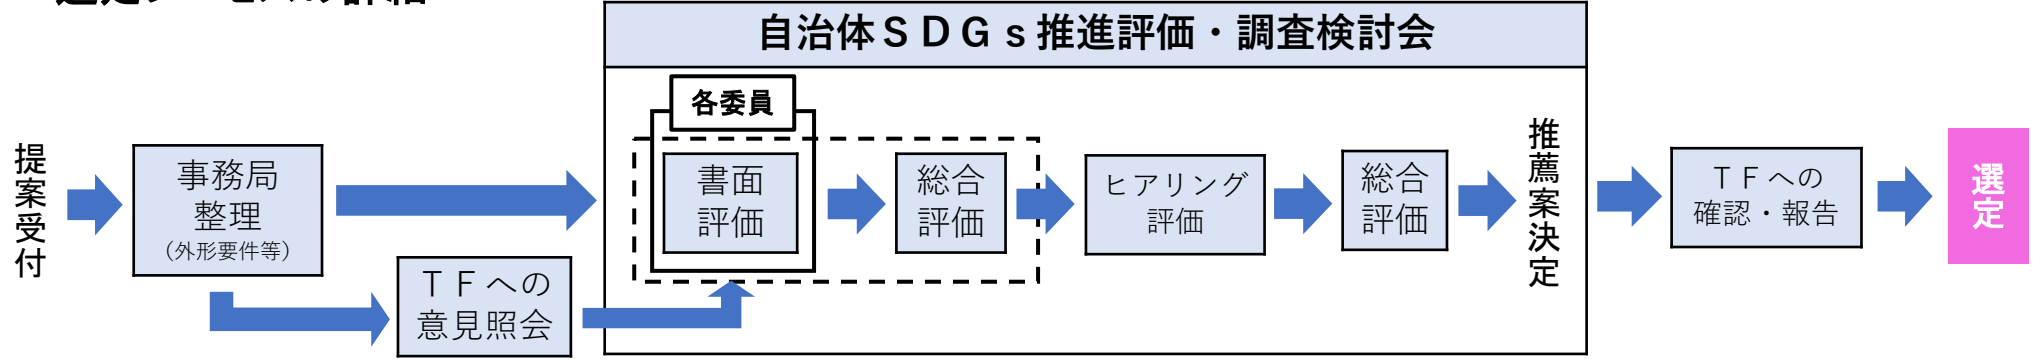 自治体ＳＤＧｓ推進評価・調査検討会
各委員
提案受付
事務局
整理
（外形要件等）
ＴＦへの
意見照会
書面
評価
総合
評価
ヒアリング
評価
総合
評価
推薦案決定
ＴＦへの
確認・報告
選定